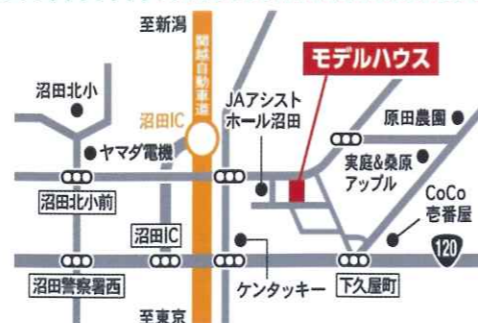 至新潟
関越自動車道
モデルハウス
沼田北小
沼田IC
JAアシスト
ホール沼田
原田農園
ヤマダ電機
実庭&桑原
アップル
沼田北小前
CoCo
壱番屋
沼田IC
120
沼田警察署西
ケンタッキー
下久屋町
至東京